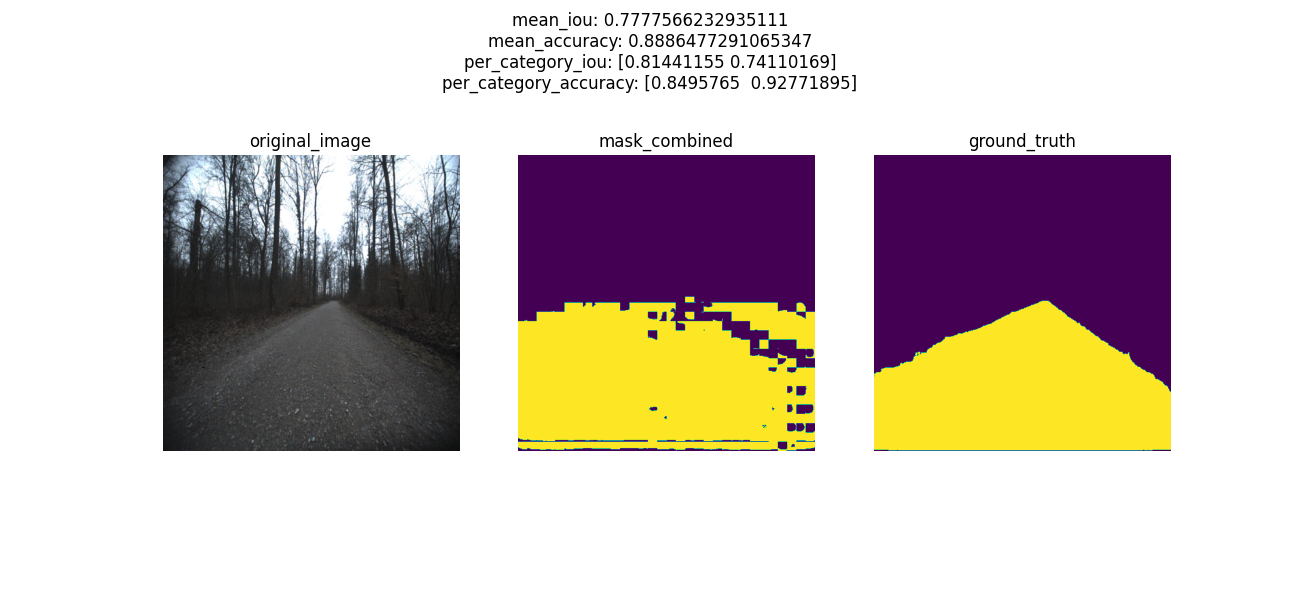 mean_iou: 0.7777566232935111
mean_accuracy: 0.8886477291065347
per_category_iou: [0.81441155 0.74110169]
per_category_accuracy: [0.8495765  0.92771895]
original_image
mask_combined
ground_truth